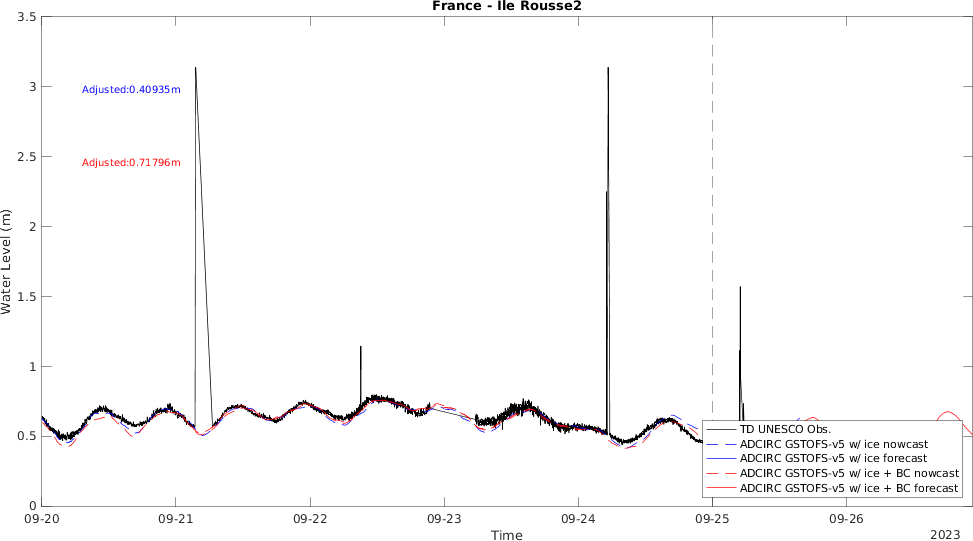 France - Ile Rousse2
3.5
3
2.5
2
1.5
1
0.5
0
Water Level (m)
Adjusted:0.40935m
Adjusted:0.71796m
TD UNESCO Obs.
ADCIRC GSTOFS-v5 w/ ice nowcast
ADCIRC GSTOFS-v5 w/ ice forecast
ADCIRC GSTOFS-v5 w/ ice + BC nowcast
ADCIRC GSTOFS-v5 w/ ice + BC forecast
09-20 09-21 09-22 09-23 09-24 09-25 09-26
Time
2023